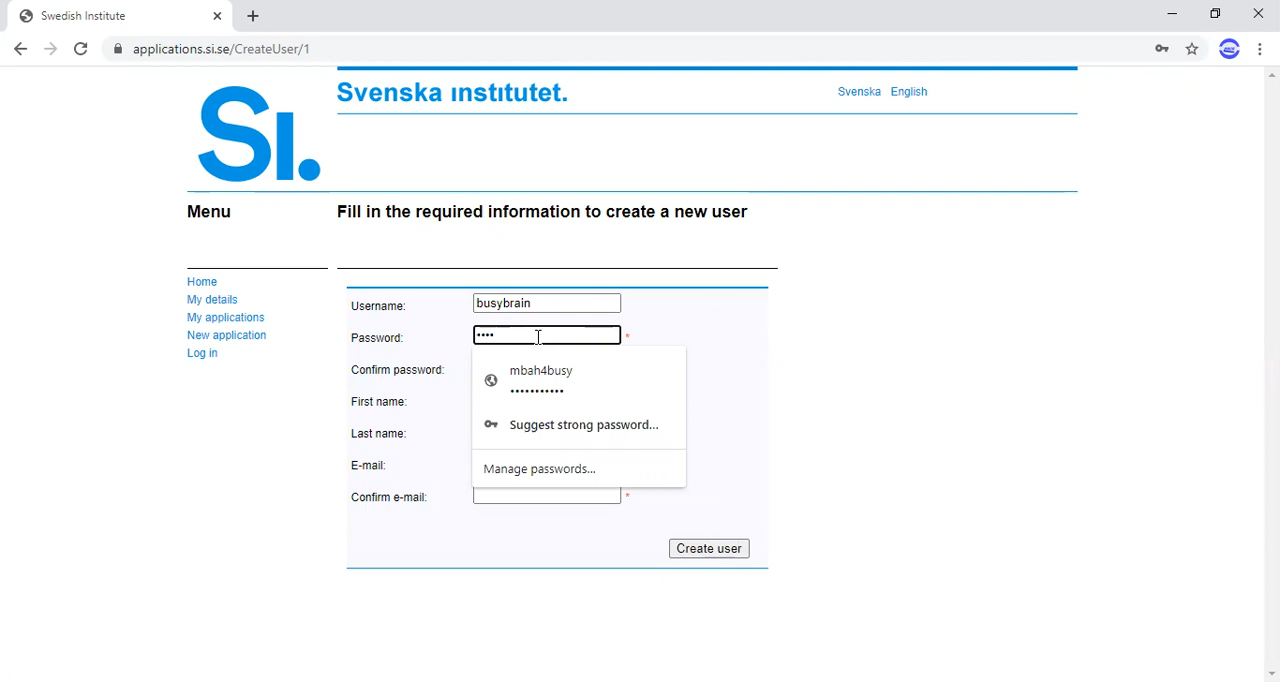 Swedish Institute
applications.si.se/CreateUser/1
Sı.
Svenska ınstıtutet.
Svenska English
Menu
Fill in the required information to create a new user
Home
My details
My applications
New application
Log in
Username: busybrain
Password: •••• *
mbah4busy
•••••••••••
Suggest strong password...
Manage passwords...
Confirm password:
First name:
Last name:
E-mail:
Confirm e-mail: *
Create user